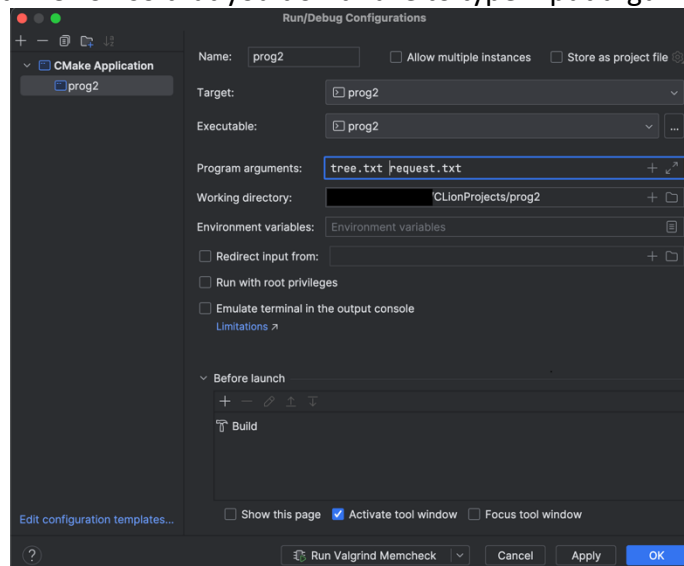 Run/Debug Configurations
CMake Application
prog2
Name: prog2 Allow multiple instances Store as project file
Target: prog2
Executable: prog2 ...
Program arguments: tree.txt request.txt
Working directory: /CLionProjects/prog2
Environment variables: Environment variables
Redirect input from:
Run with root privileges
Emulate terminal in the output console
Limitations ↗
Before launch
Build
Show this page Activate tool window Focus tool window
Edit configuration templates...
? Run Valgrind Memcheck Cancel Apply OK